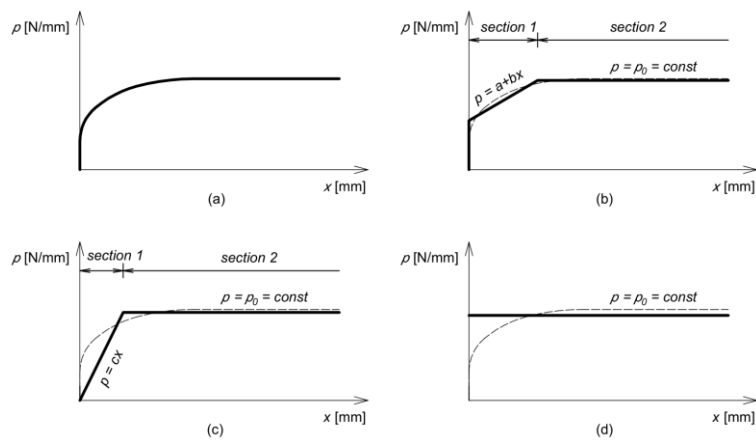 p [N/mm]
x [mm]
(a)
p [N/mm]
section 1
section 2
p = a+bx
p = p0 = const
x [mm]
(b)
p [N/mm]
section 1
section 2
p = p0 = const
p = cx
x [mm]
(c)
p [N/mm]
p = p0 = const
x [mm]
(d)